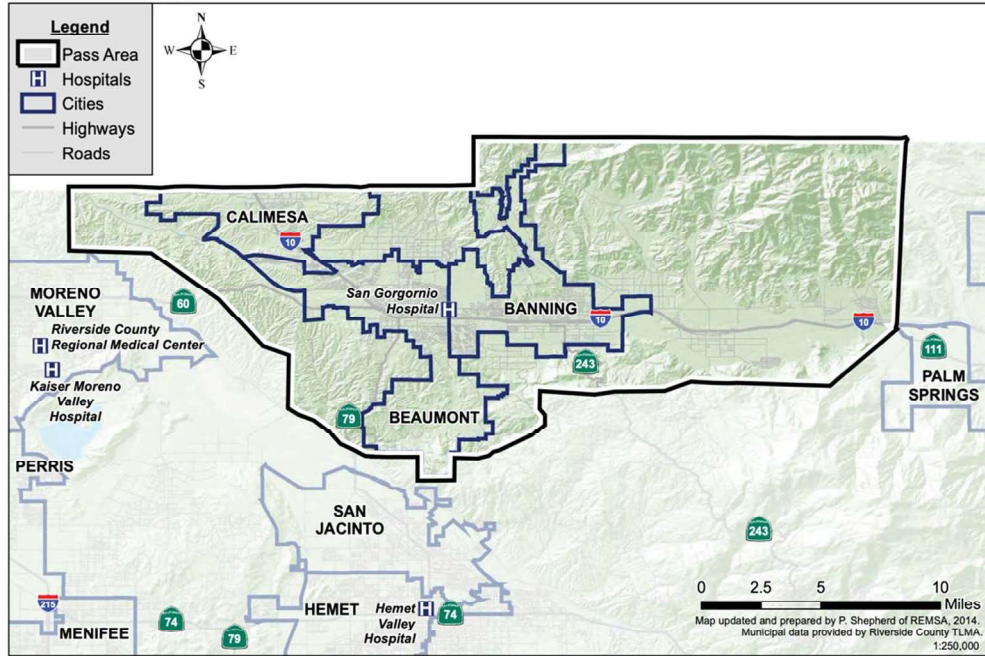 Legend
Pass Area
Hospitals
Cities
Highways
Roads
N
W E
S
CALIMESA
10
San Gorgornio
Hospital
BANNING
10
10
MORENO
VALLEY
60
Riverside County
Regional Medical Center
Kaiser Moreno
Valley
Hospital
243
111
PALM
SPRINGS
79
BEAUMONT
PERRIS
SAN
JACINTO
243
215
MENIFEE
74
79
HEMET
Hemet
Valley
Hospital
74
0 2.5 5 10
Miles
Map updated and prepared by P. Shepherd of REMSA, 2014.
Municipal data provided by Riverside County TLMA.
1:250,000